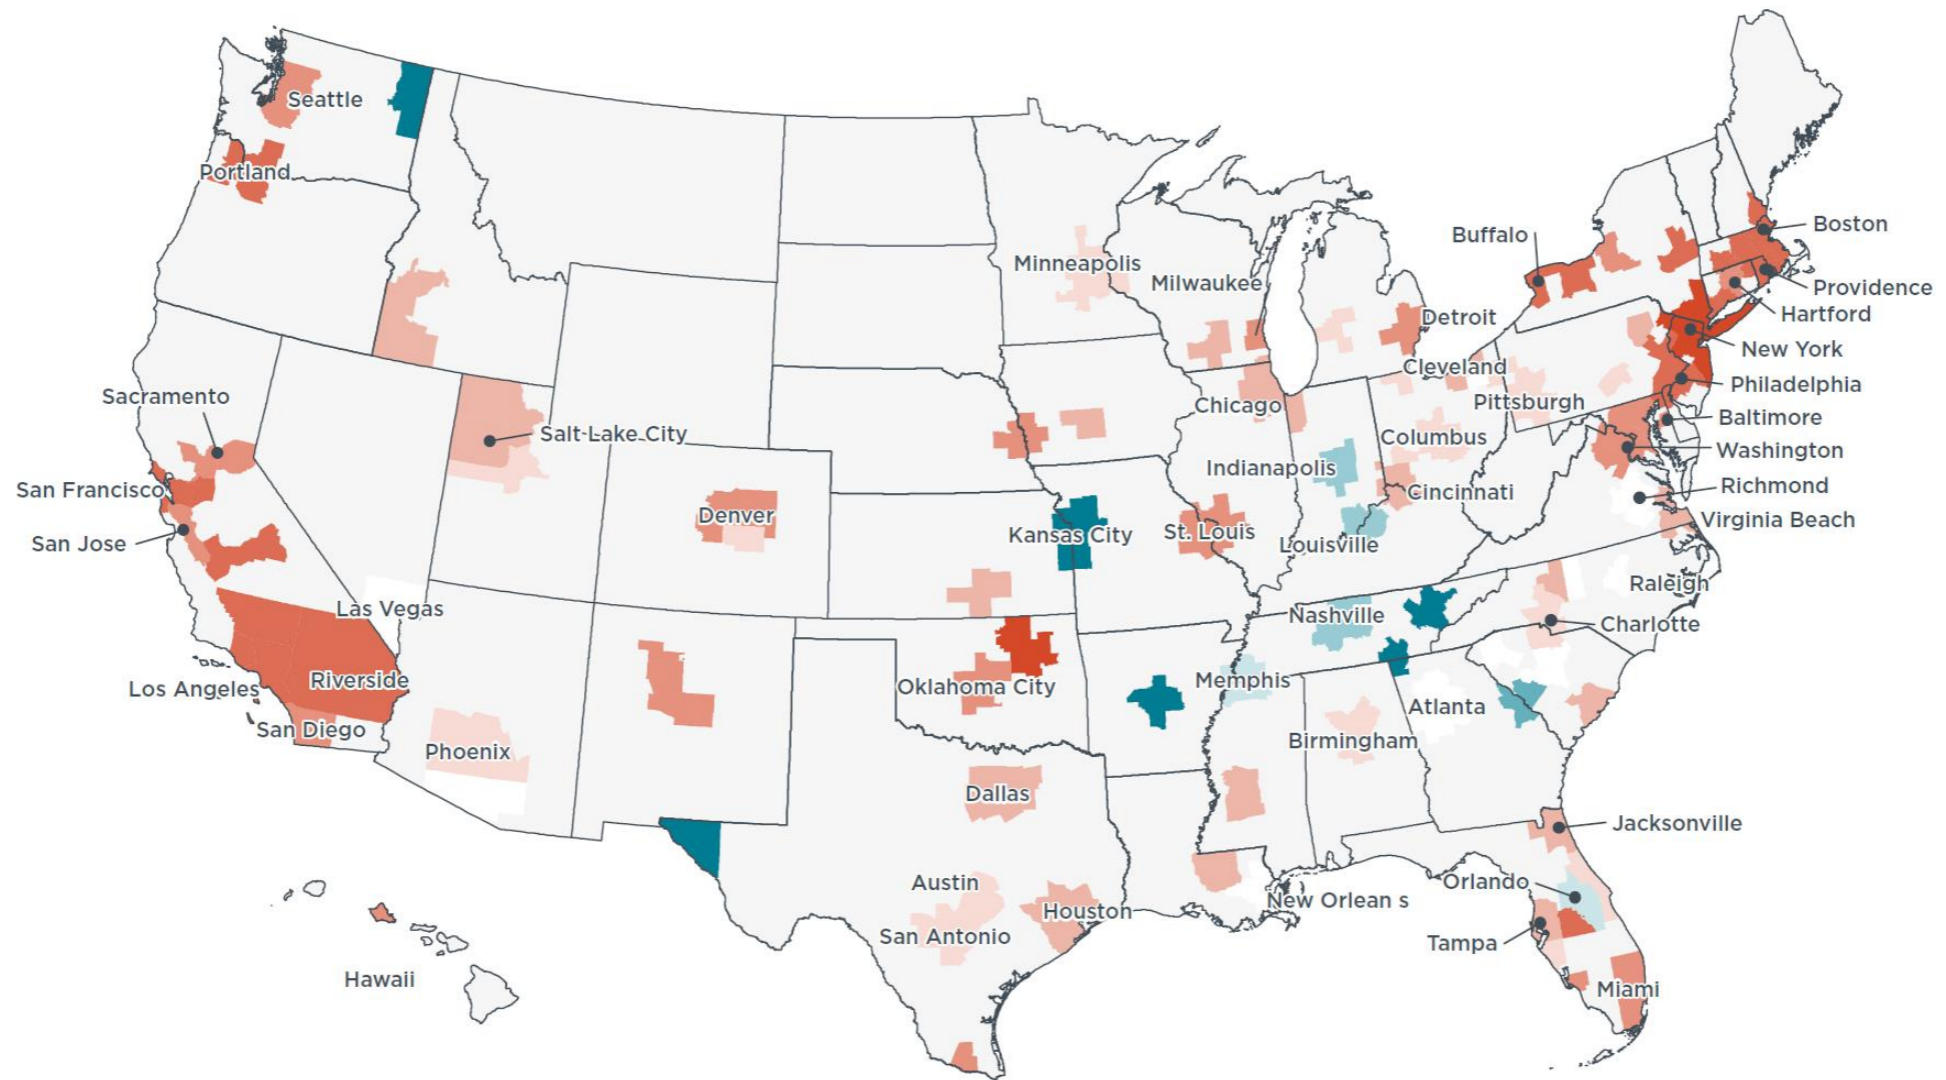 Seattle
Portland
Minneapolis
Milwaukee
Buffalo
Boston
Providence
Hartford
Detroit
New York
Cleveland
Philadelphia
Sacramento
Chicago
Pittsburgh
Baltimore
Salt Lake City
Columbus
Washington
San Francisco
Indianapolis
Cincinnati
Richmond
Denver
Virginia Beach
San Jose
Kansas City
St. Louis
Louisville
Las Vegas
Nashville
Raleigh
Charlotte
Riverside
Los Angeles
Oklahoma City
Memphis
Atlanta
San Diego
Phoenix
Birmingham
Dallas
Jacksonville
Austin
Orlando
New Orlean s
Houston
San Antonio
Tampa
Hawaii
Miami